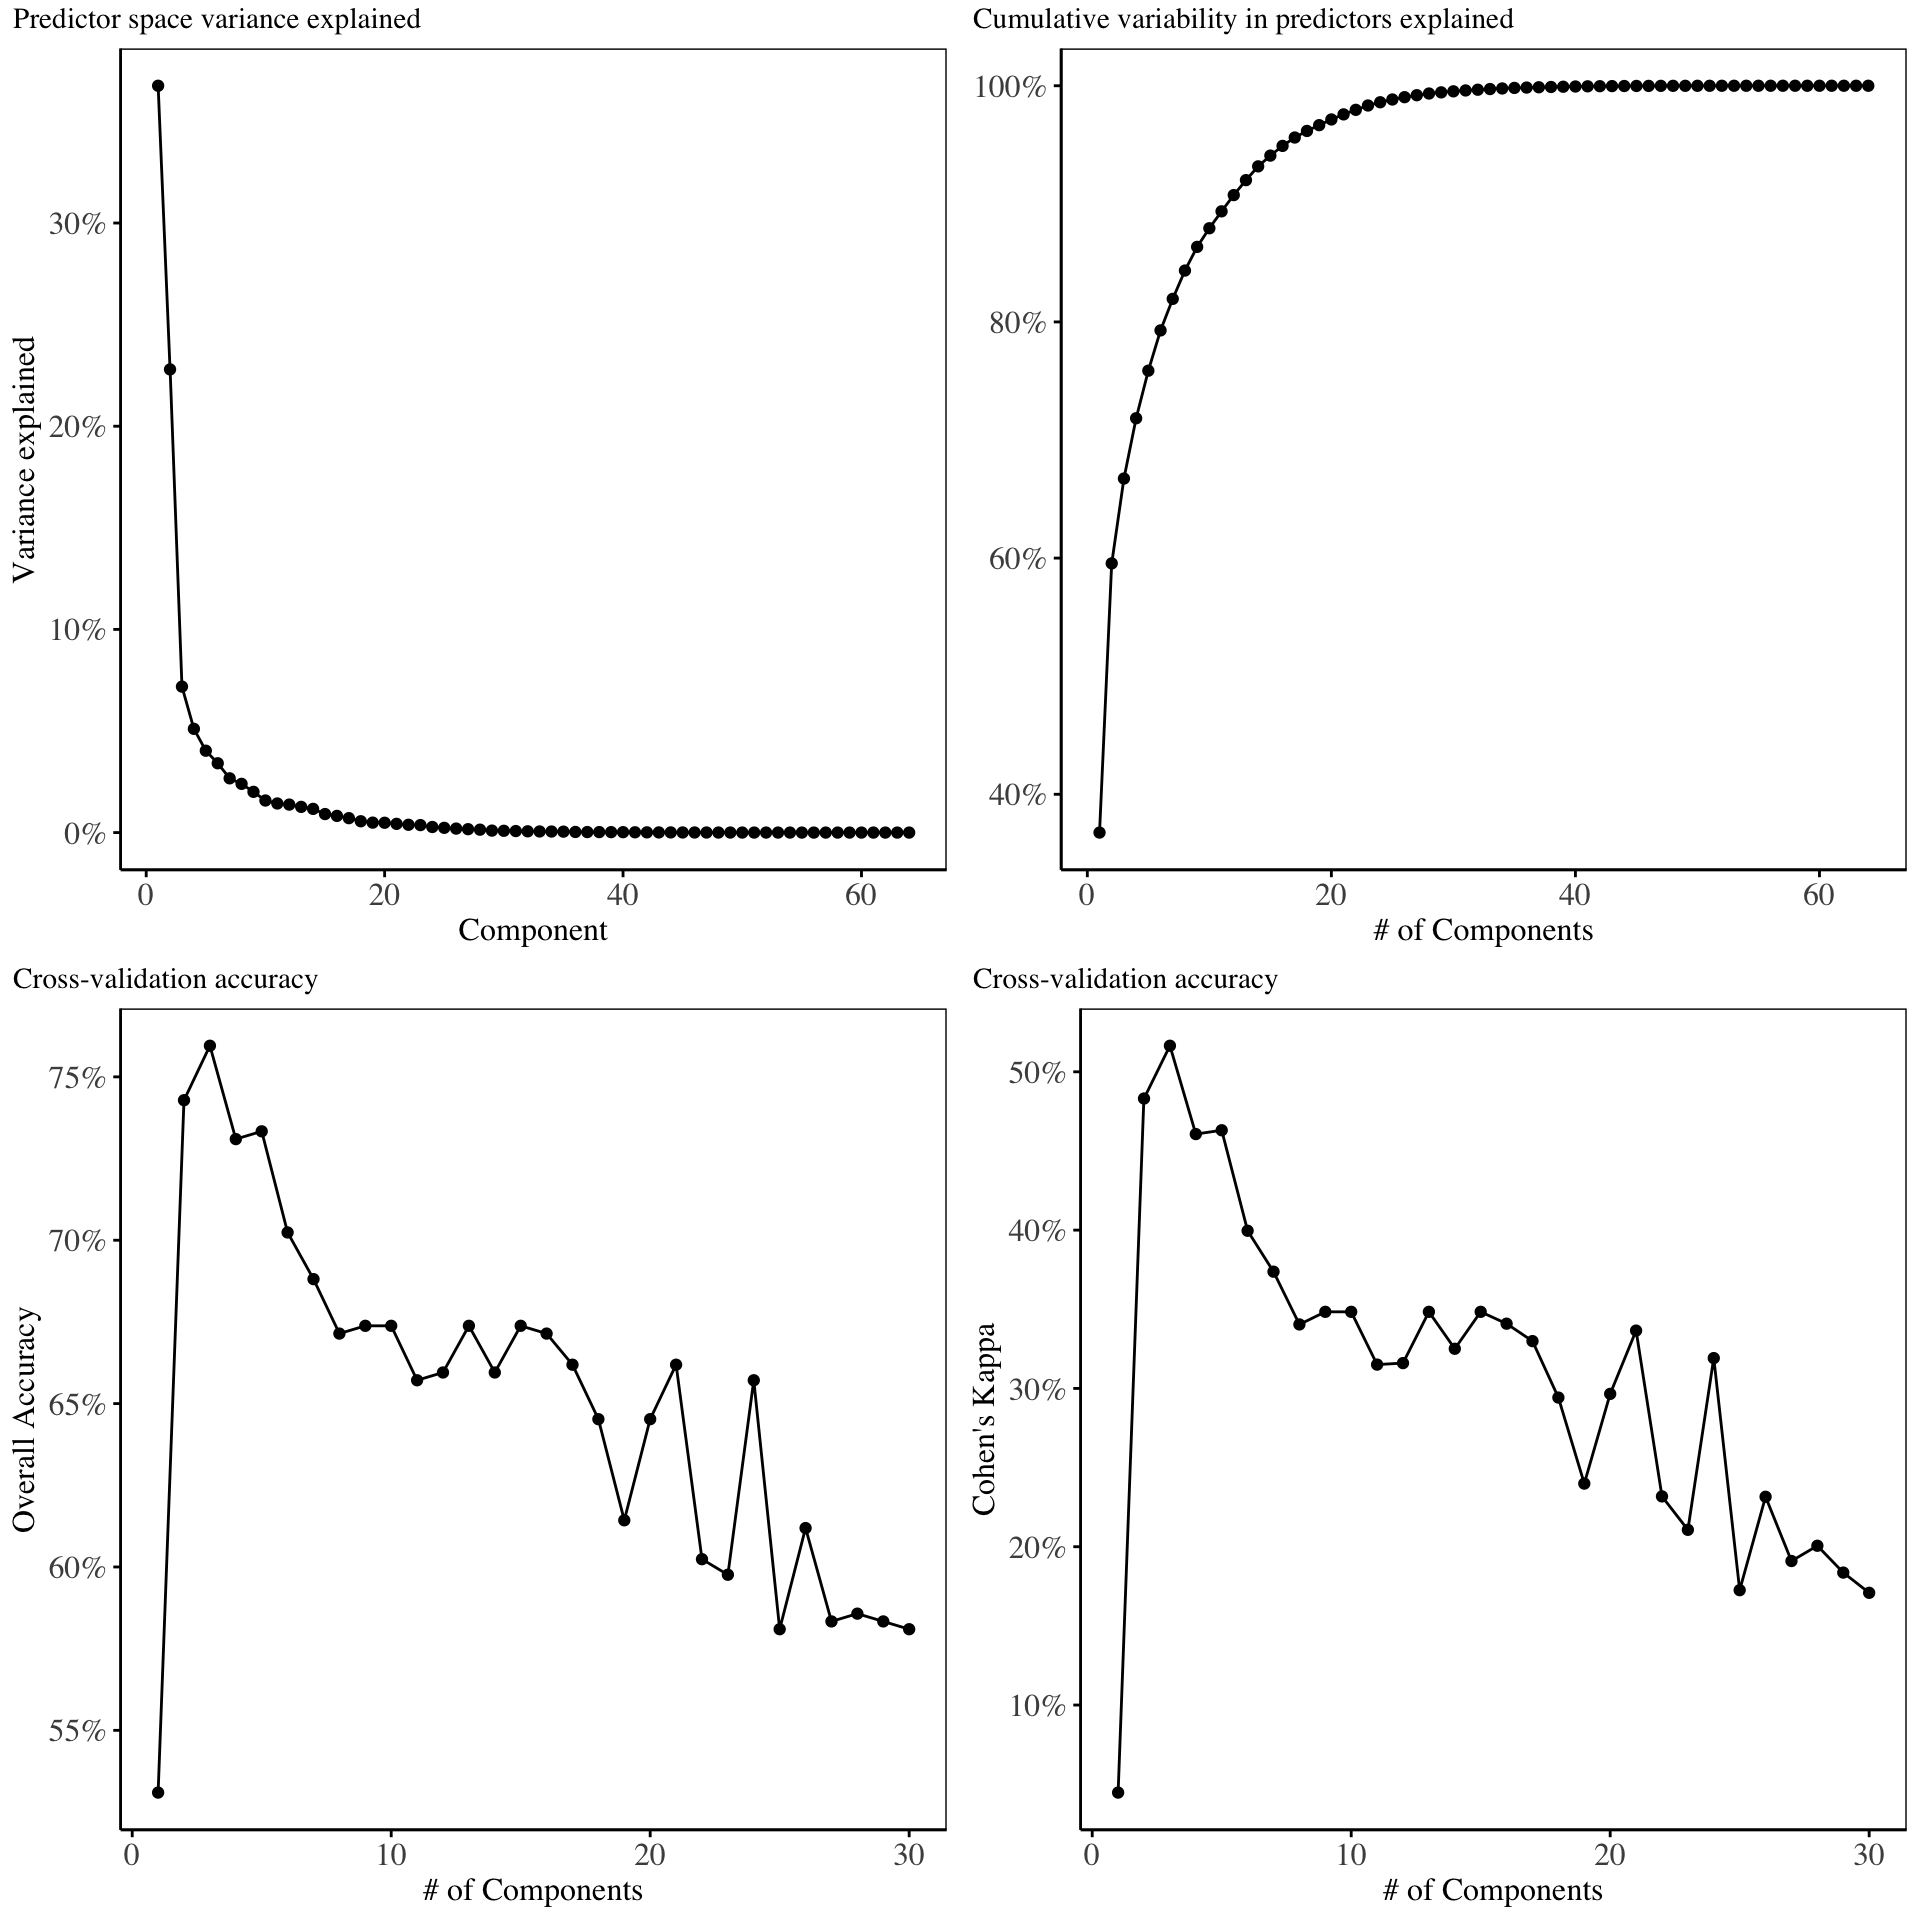 Predictor space variance explained
Variance explained
30%
20%
10%
0%
0 20 40 60
Component
Cumulative variability in predictors explained
100%
80%
60%
40%
0 20 40 60
# of Components
Cross-validation accuracy
Overall Accuracy
75%
70%
65%
60%
55%
0 10 20 30
# of Components
Cross-validation accuracy
Cohen's Kappa
50%
40%
30%
20%
10%
0 10 20 30
# of Components